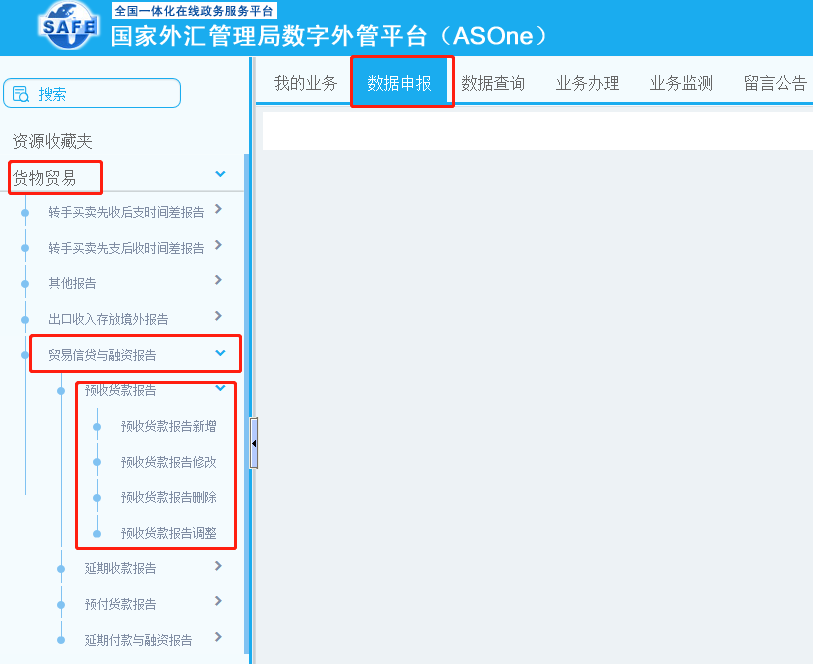 SAFE
全国一体化在线政务服务平台
国家外汇管理局数字外管平台（ASOne）
我的业务 数据申报 数据查询 业务办理 业务监测 留言公告
搜索
资源收藏夹
货物贸易
转手买卖先收后支时间差报告
转手买卖先支后收时间差报告
其他报告
出口收入存放境外报告
贸易信贷与融资报告
预收货款报告
预收货款报告新增
预收货款报告修改
预收货款报告删除
预收货款报告调整
延期收款报告
预付货款报告
延期付款与融资报告